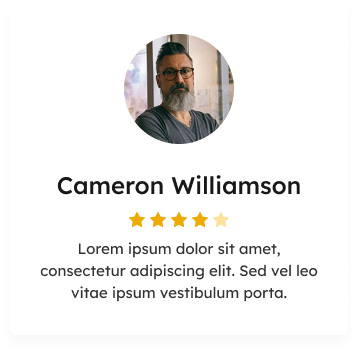 Cameron Williamson
Lorem ipsum dolor sit amet,
consectetur adipiscing elit. Sed vel leo
vitae ipsum vestibulum porta.